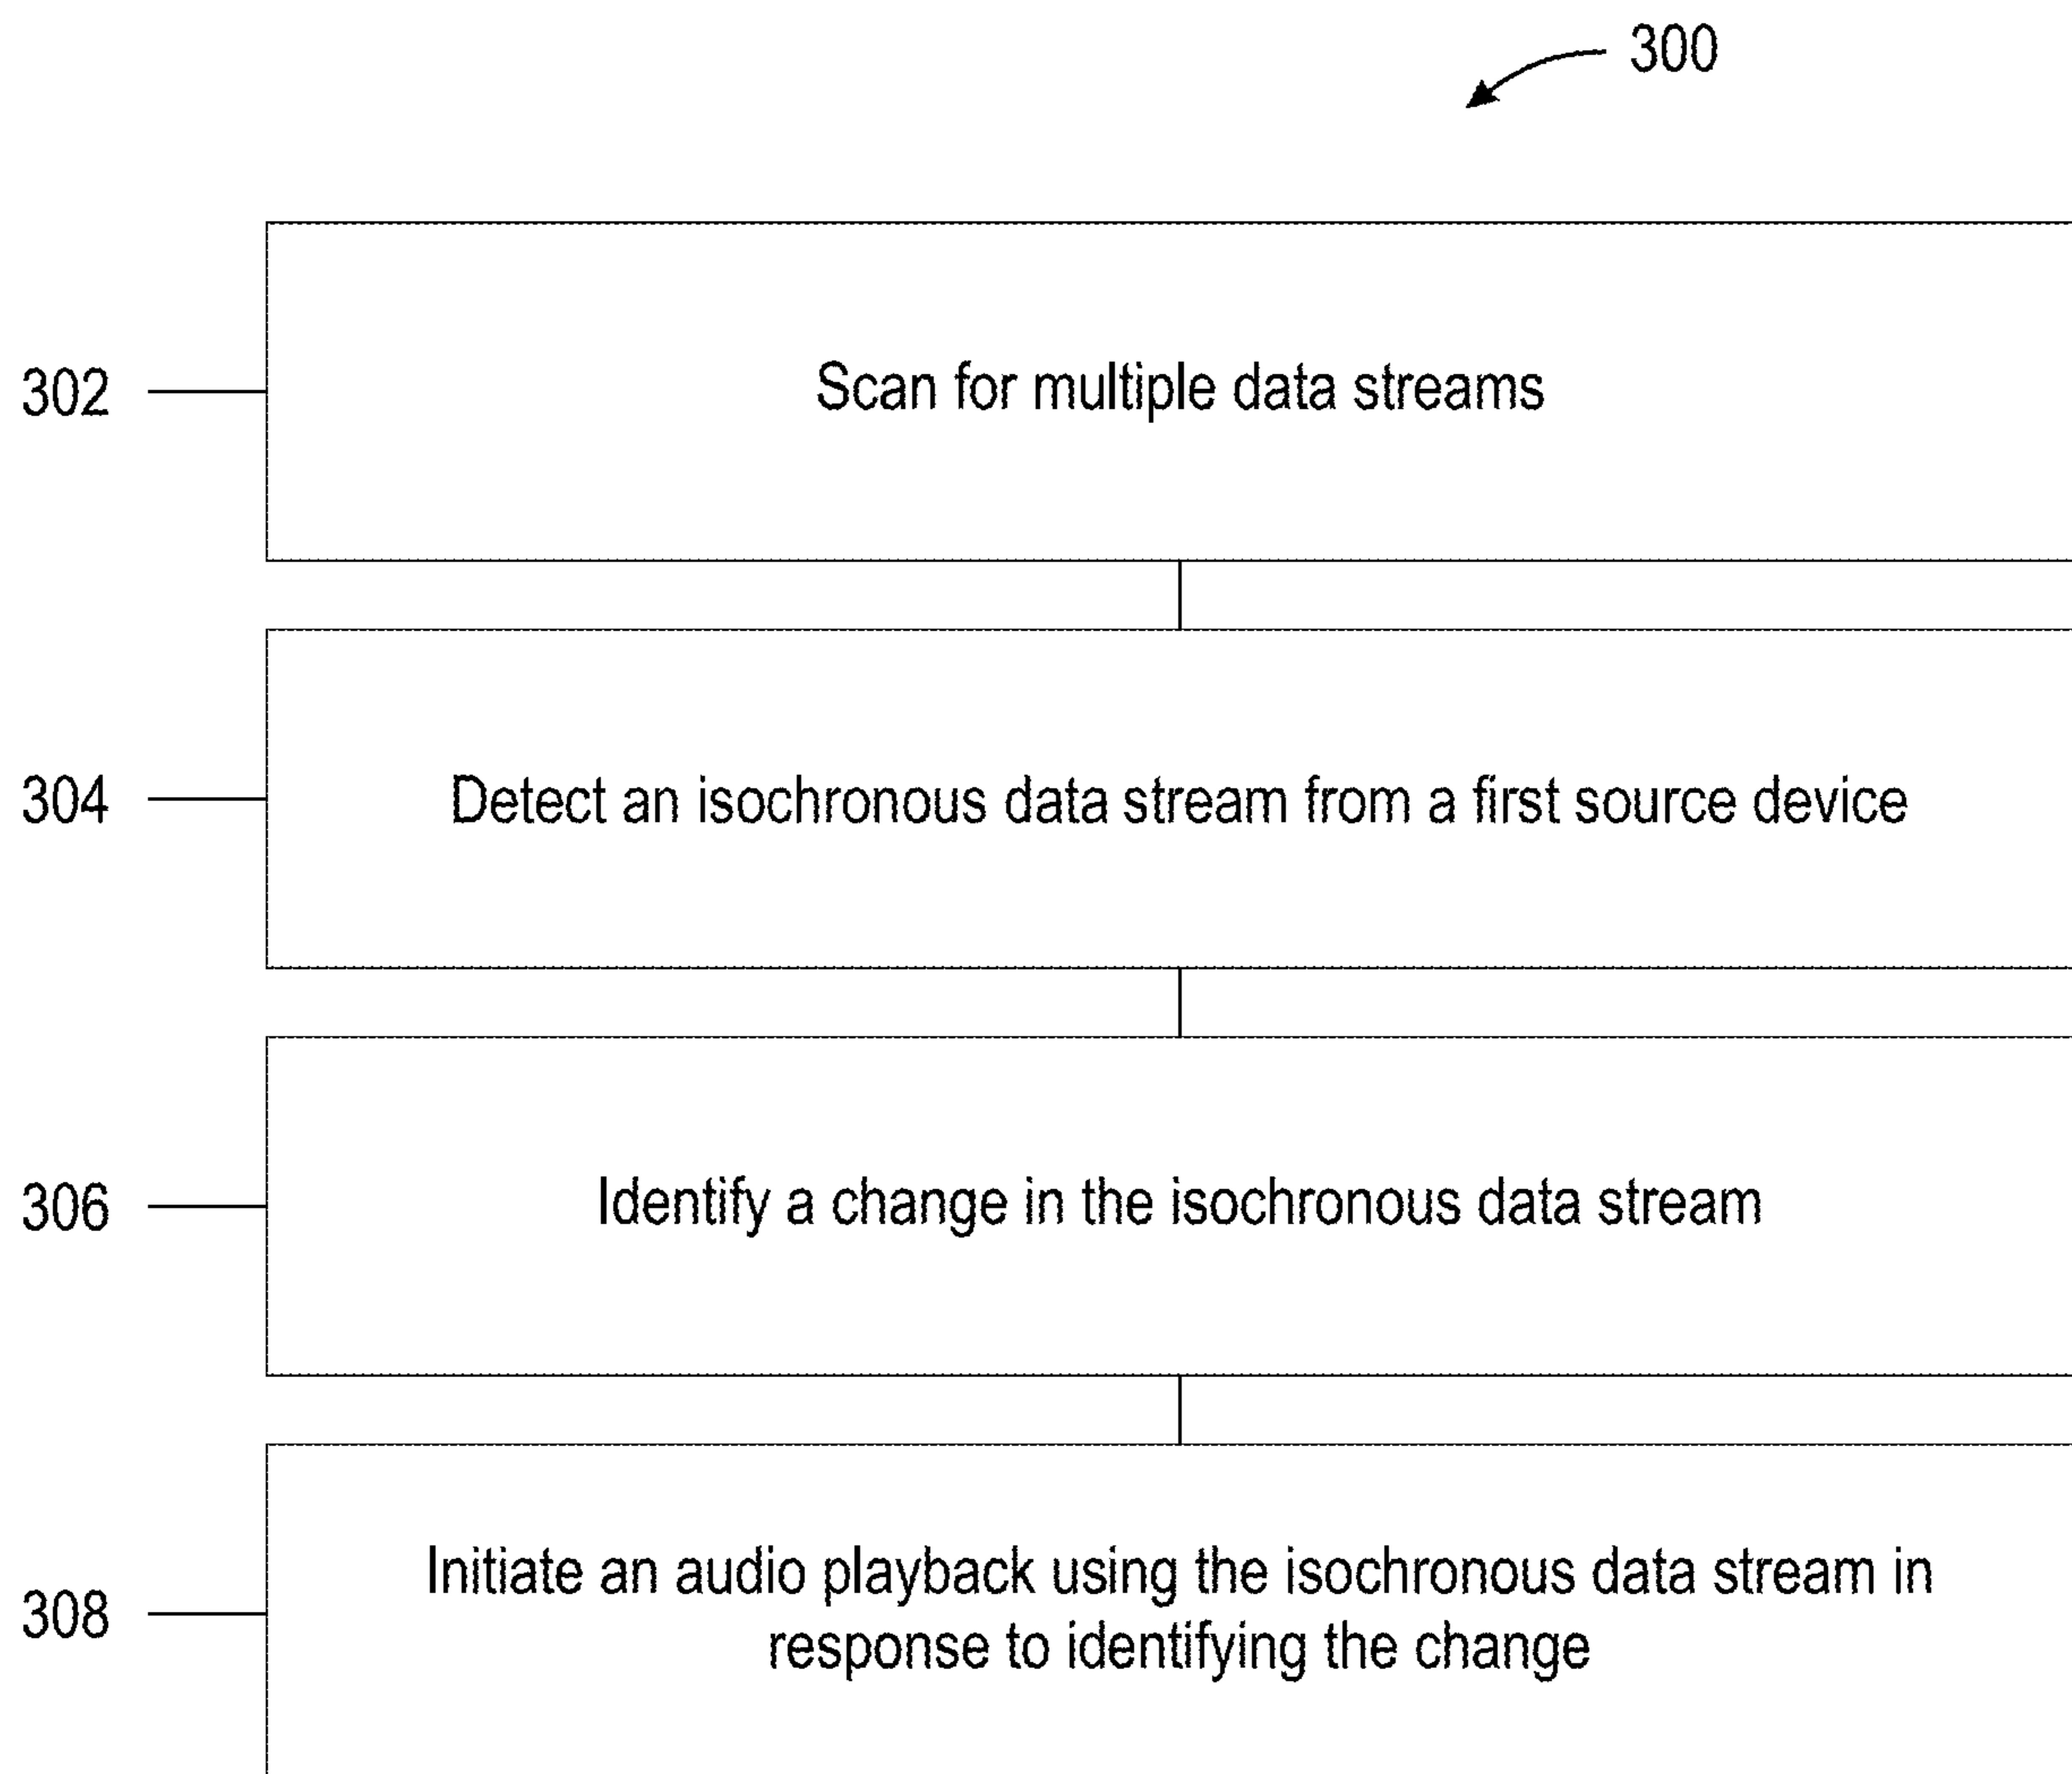 300
302
Scan for multiple data streams
304
Detect an isochronous data stream from a first source device
306
Identify a change in the isochronous data stream
308
Initiate an audio playback using the isochronous data stream in
response to identifying the change